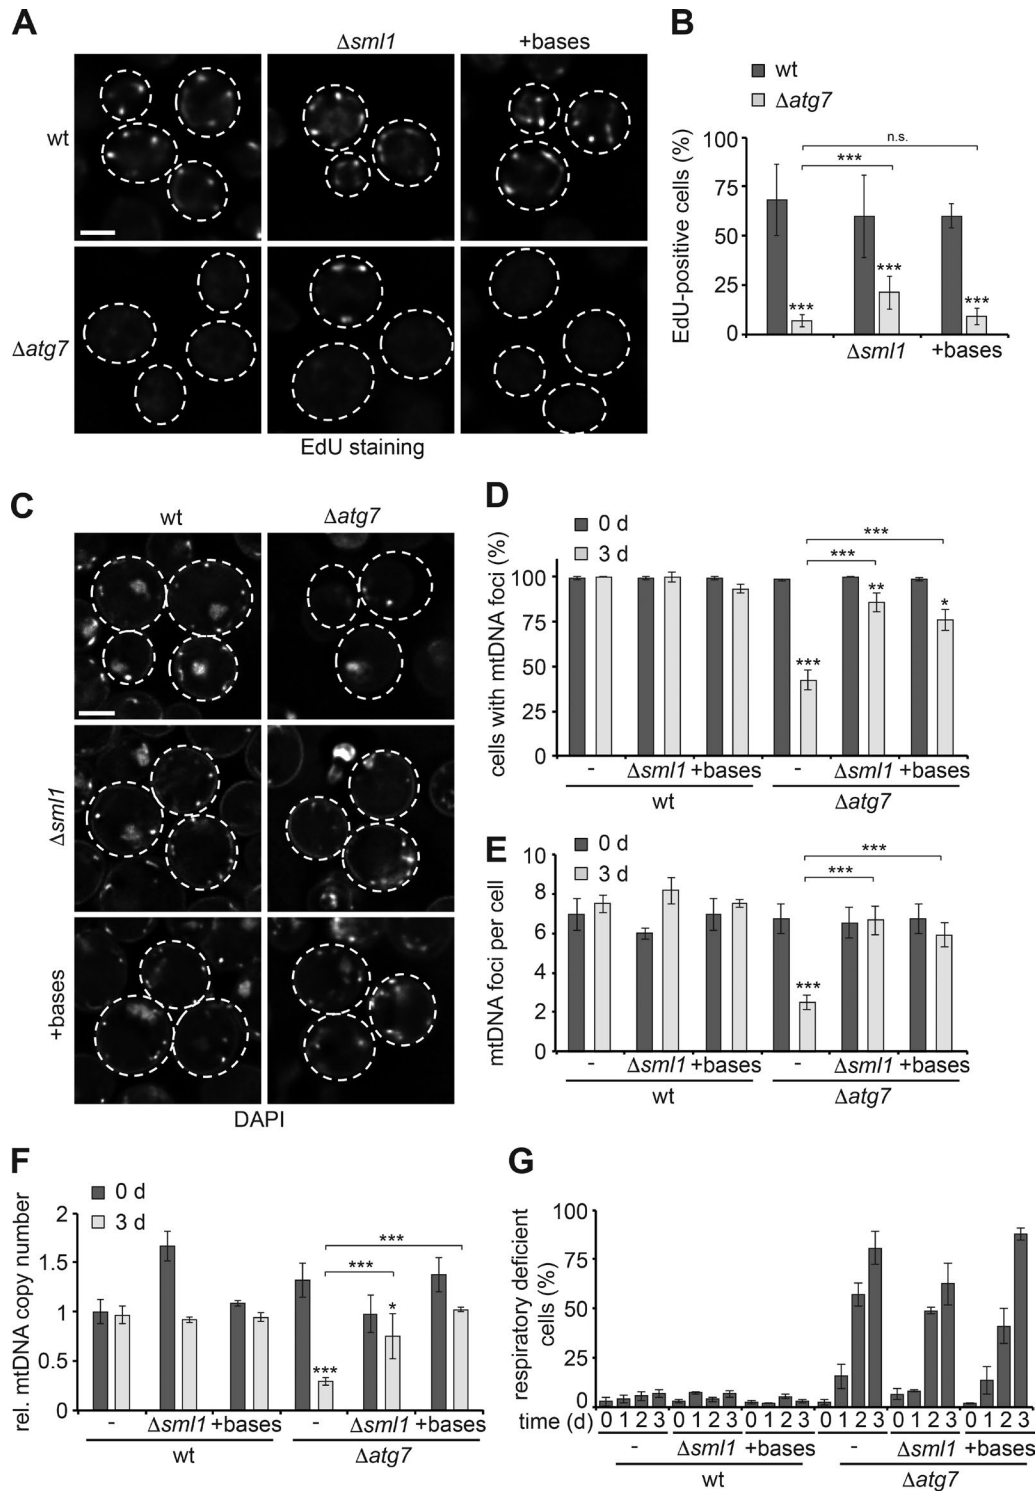 A
Δsml1
+bases
wt
Δatg7
EdU staining
B
wt
Δatg7
EdU-positive cells (%)
100
75
50
25
0
n.s.
***
***
***
***
Δsml1
+bases
C
wt
Δatg7
Δsml1
+bases
DAPI
D
0 d
3 d
cells with mtDNA foci (%)
100
75
50
25
0
***
***
***
**
*
- Δsml1 +bases - Δsml1 +bases
wt Δatg7
E
0 d
3 d
mtDNA foci per cell
10
8
6
4
2
0
***
***
***
- Δsml1 +bases - Δsml1 +bases
wt Δatg7
F
0 d
3 d
rel. mtDNA copy number
2
1.5
1
0.5
0
***
***
***
*
- Δsml1 +bases - Δsml1 +bases
wt Δatg7
G
respiratory deficient
cells (%)
100
75
50
25
0
time (d) 0 1 2 3 0 1 2 3 0 1 2 3 0 1 2 3 0 1 2 3 0 1 2 3
- Δsml1 +bases - Δsml1 +bases
wt Δatg7